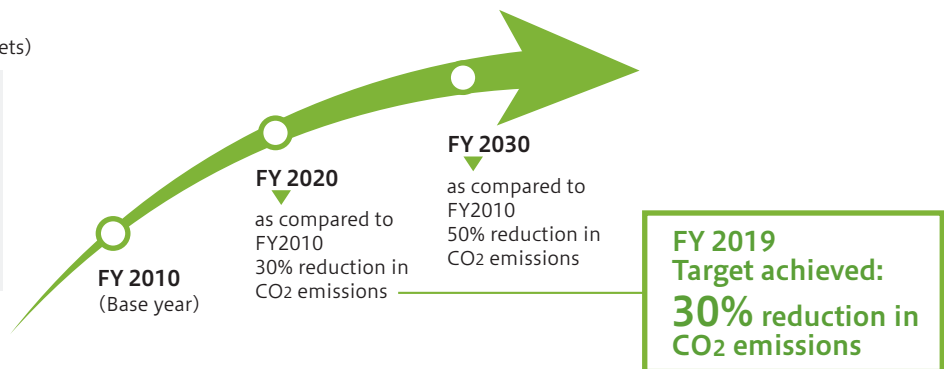 ets)
FY 2010
(Base year)
FY 2020
as compared to
FY2010
30% reduction in
CO2 emissions
FY 2030
as compared to
FY2010
50% reduction in
CO2 emissions
FY 2019
Target achieved:
30% reduction in
CO2 emissions